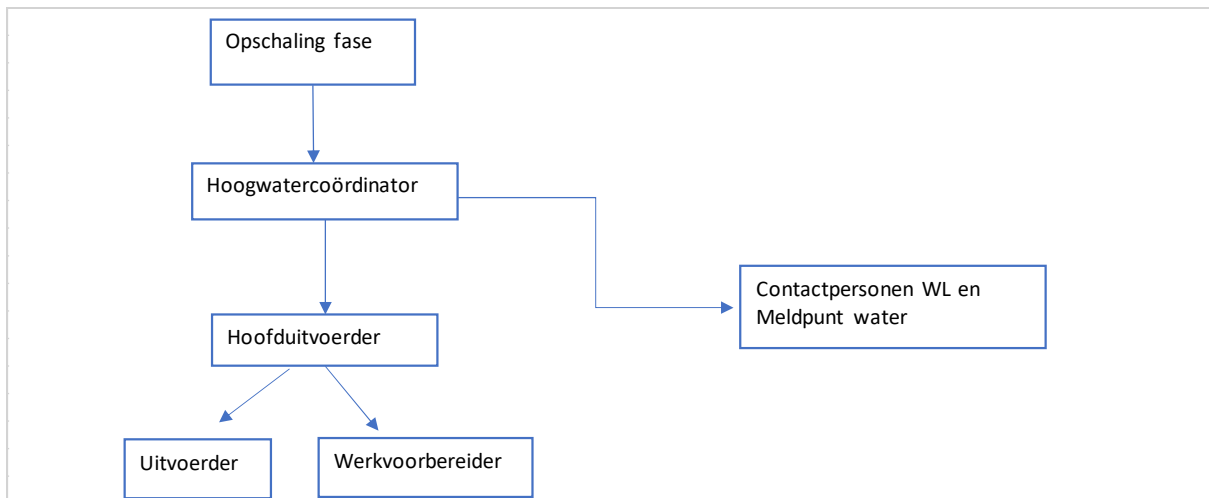 Opschaling fase
Hoogwatercoördinator
Contactpersonen WL en
Meldpunt water
Hoofduitvoerder
Uitvoerder
Werkvoorbereider